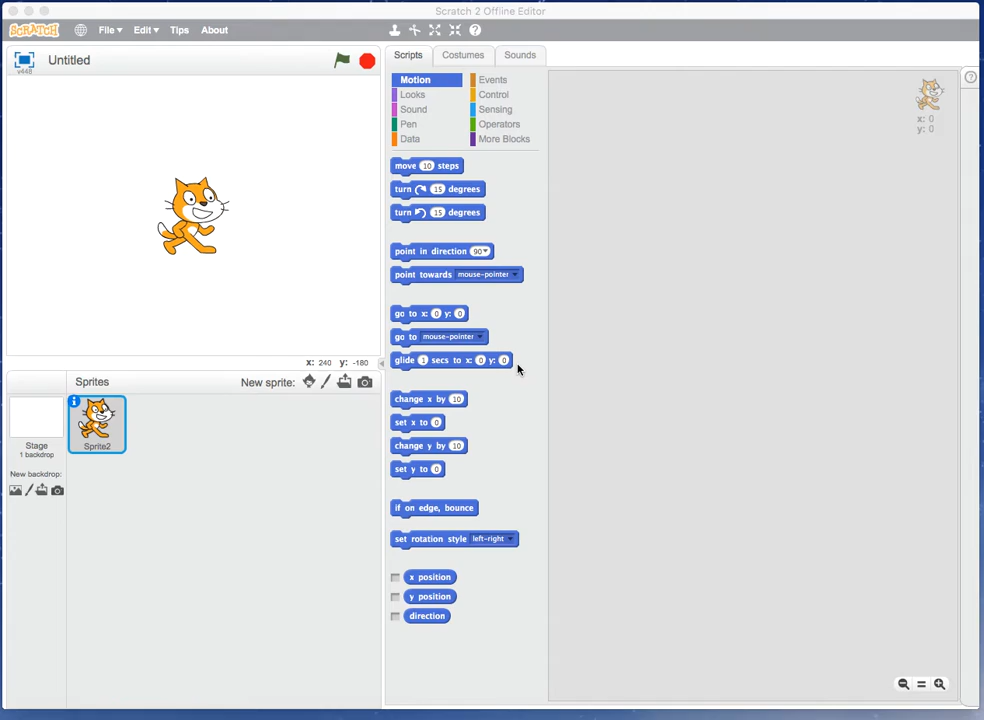 Scratch 2 Offline Editor
SCRATCH File Edit Tips About
v448 Untitled
Scripts Costumes Sounds
Motion Events
Looks Control
Sound Sensing
Pen Operators
Data More Blocks
x: 0
y: 0
move 10 steps
turn 15 degrees
turn 15 degrees
point in direction 90
point towards mouse-pointer
go to x: 0 y: 0
go to mouse-pointer
glide 1 secs to x: 0 y: 0
change x by 10
set x to 0
change y by 10
set y to 0
if on edge, bounce
set rotation style left-right
x position
y position
direction
x: 240 y: -180
Sprites New sprite:
Sprite2
Stage
1 backdrop
New backdrop: